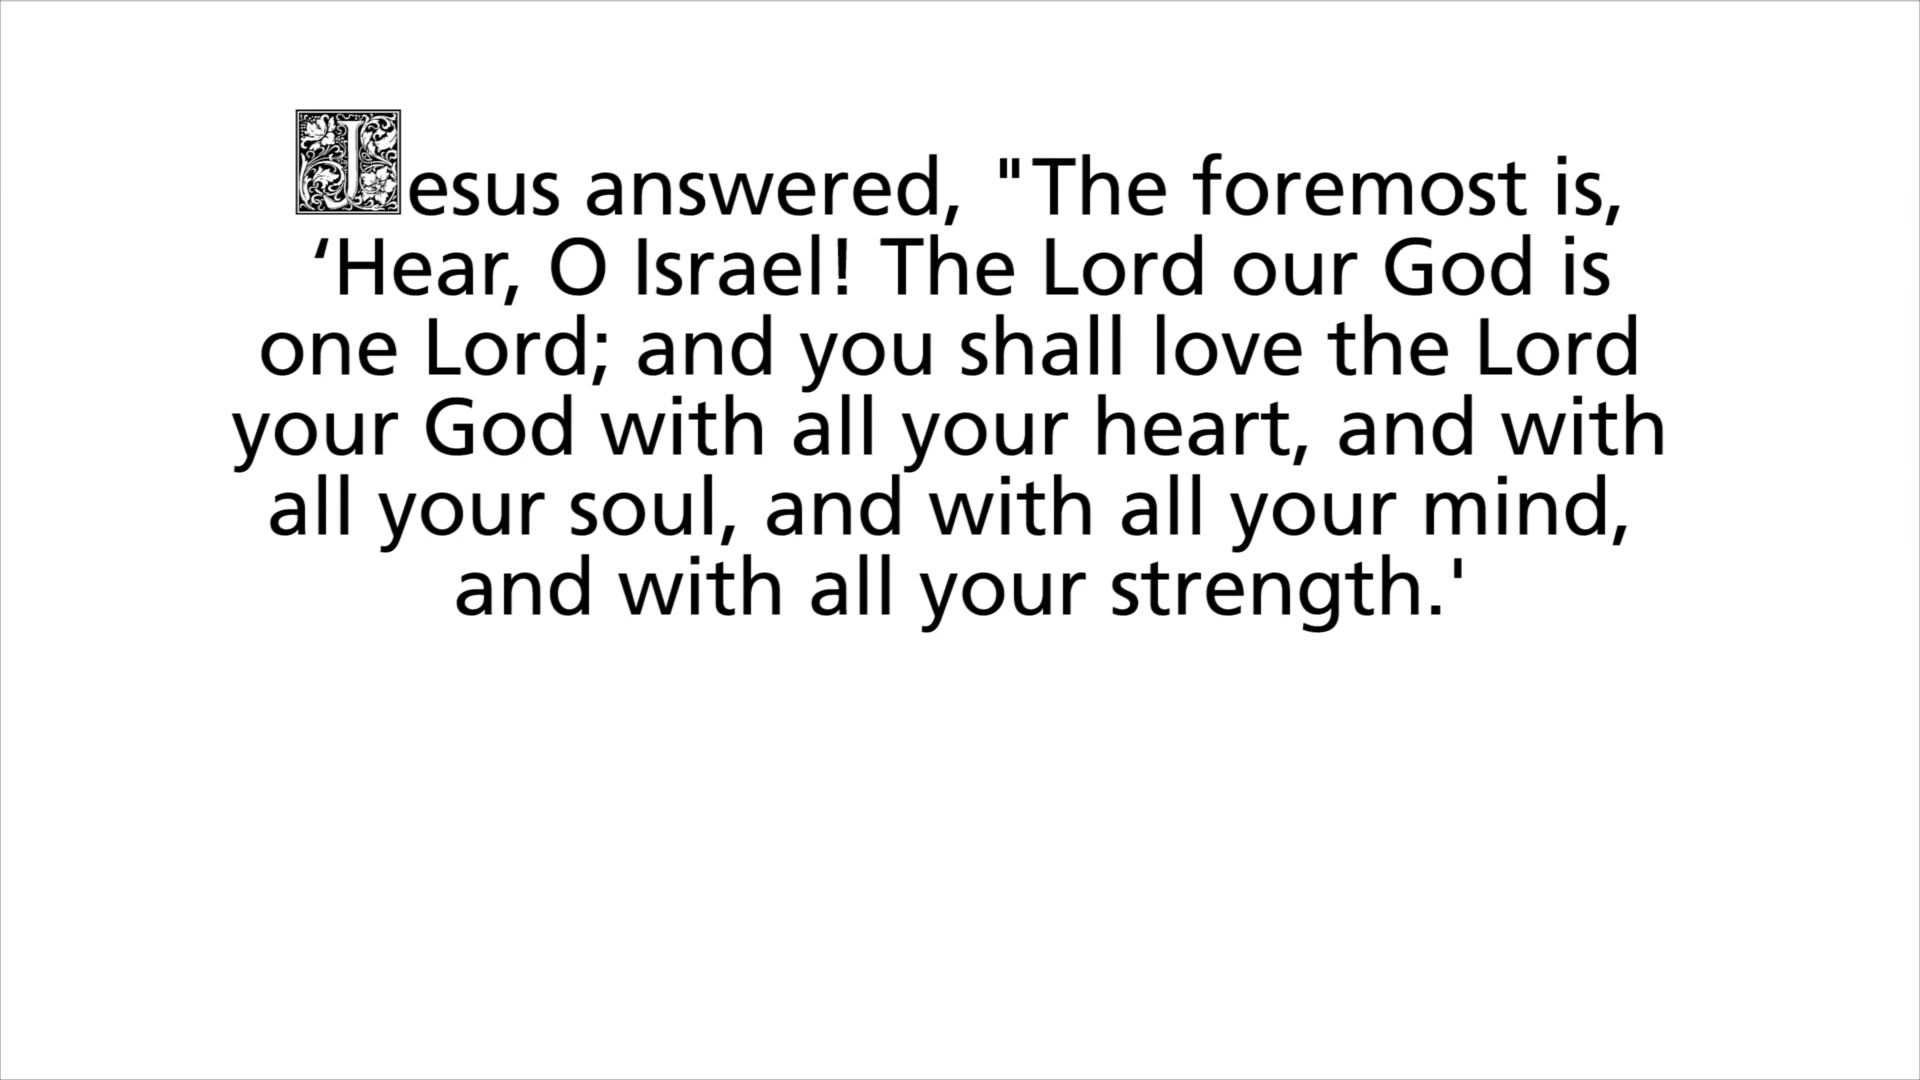 Jesus answered, "The foremost is,
‘Hear, O Israel! The Lord our God is
one Lord; and you shall love the Lord
your God with all your heart, and with
all your soul, and with all your mind,
and with all your strength.'